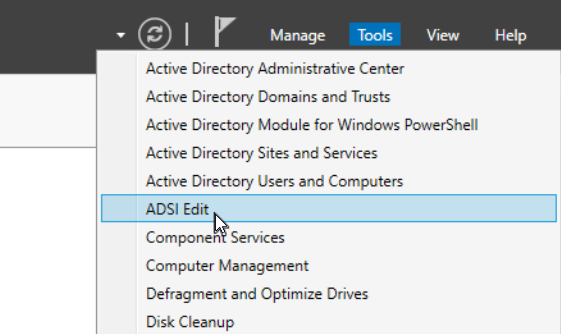 Manage Tools View Help
Active Directory Administrative Center
Active Directory Domains and Trusts
Active Directory Module for Windows PowerShell
Active Directory Sites and Services
Active Directory Users and Computers
ADSI Edit
Component Services
Computer Management
Defragment and Optimize Drives
Disk Cleanup